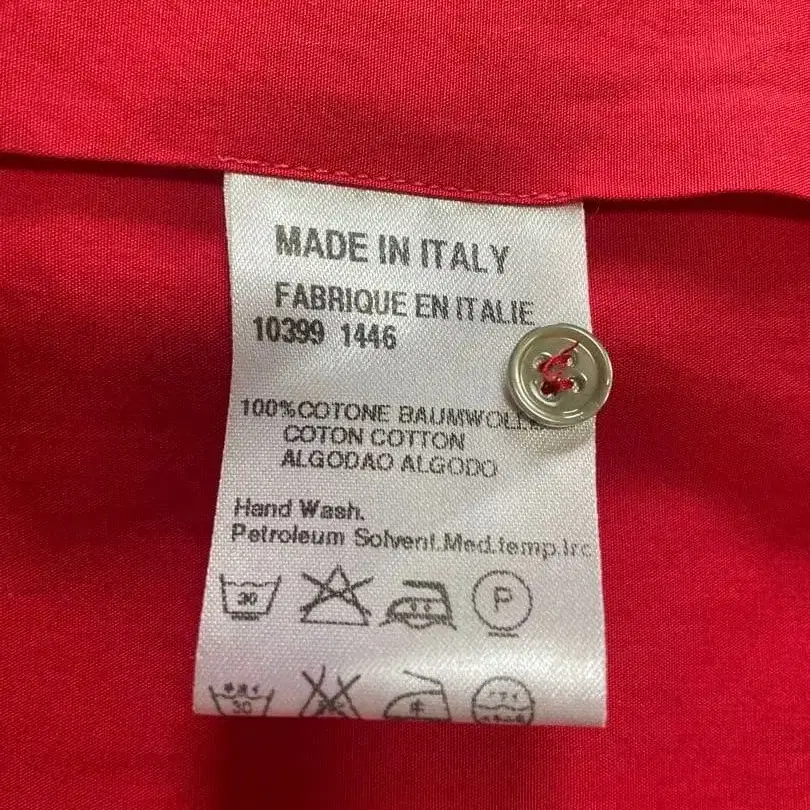 MADE IN ITALY
FABRIQUE EN ITALIE
10399 1446
100%COTONE
COTON COTTON
ALGODAO ALGODO
Hand Wash.
Petroleum Solvent.Med.temp.Irc
30
P
30